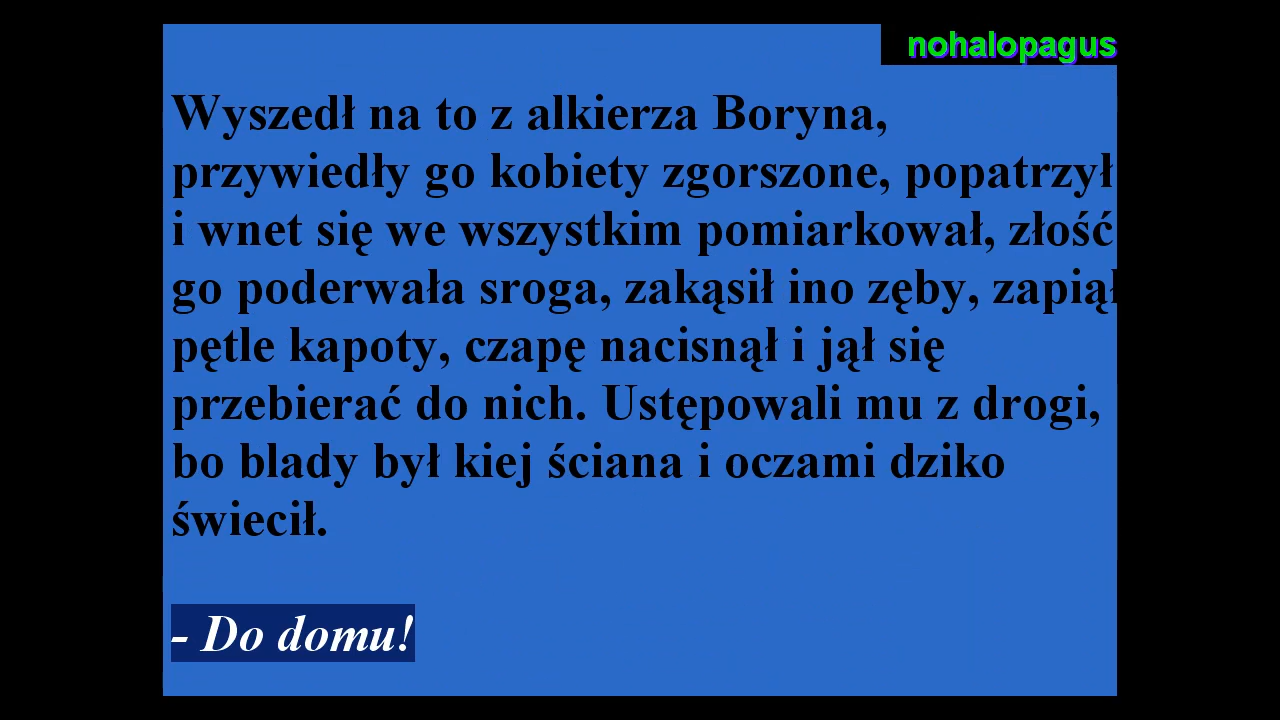 nohalopagus
Wyszedł na to z alkierza Boryna,
przywiedły go kobiety zgorszone, popatrzył
i wnet się we wszystkim pomiarkował, złość
go poderwała sroga, zakąsił ino zęby, zapiął
pętle kapoty, czapę nacisnął i jął się
przebierać do nich. Ustępowali mu z drogi,
bo blady był kiej ściana i oczami dziko
świecił.
- Do domu!